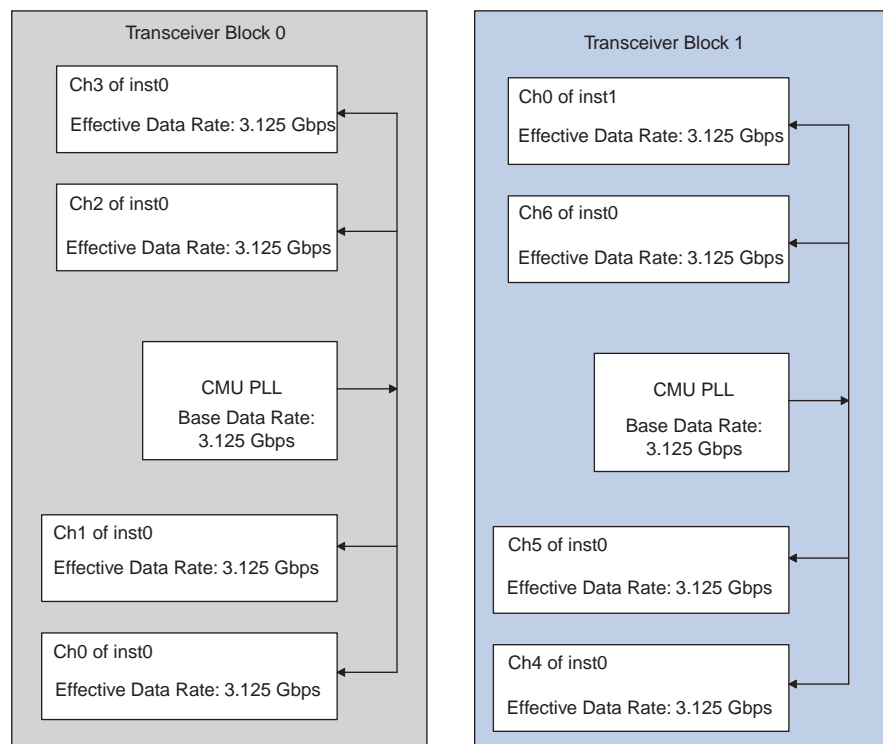 Transceiver Block 0
Ch3 of inst0
Effective Data Rate: 3.125 Gbps
Ch2 of inst0
Effective Data Rate: 3.125 Gbps
CMU PLL
Base Data Rate:
3.125 Gbps
Ch1 of inst0
Effective Data Rate: 3.125 Gbps
Ch0 of inst0
Effective Data Rate: 3.125 Gbps
Transceiver Block 1
Ch0 of inst1
Effective Data Rate: 3.125 Gbps
Ch6 of inst0
Effective Data Rate: 3.125 Gbps
CMU PLL
Base Data Rate:
3.125 Gbps
Ch5 of inst0
Effective Data Rate: 3.125 Gbps
Ch4 of inst0
Effective Data Rate: 3.125 Gbps